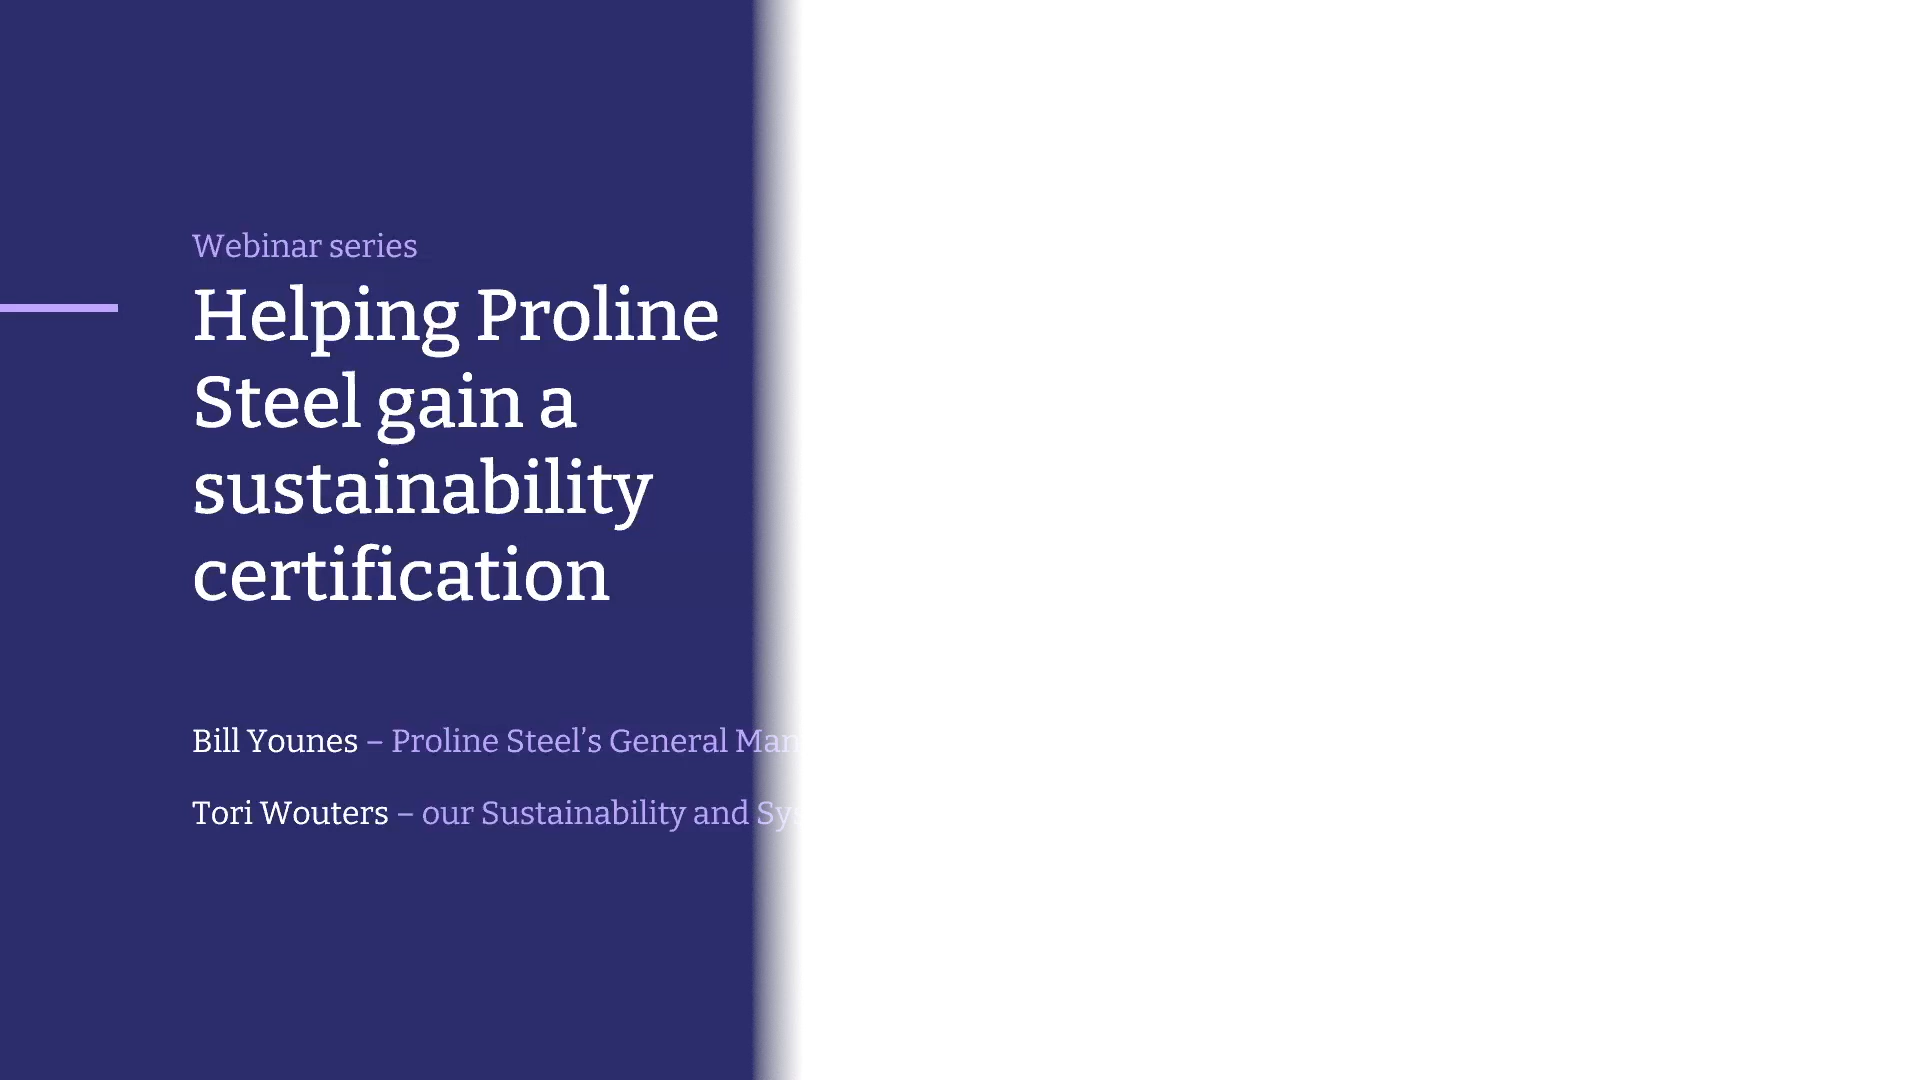 Webinar series
Helping Proline
Steel gain a
sustainability
certification
Bill Younes – Proline Steel’s General
Tori Wouters – our Sustainability and